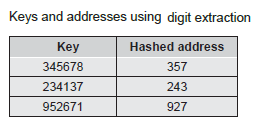 Keys and addresses using digit extraction
Key Hashed address
345678 357
234137 243
952671 927